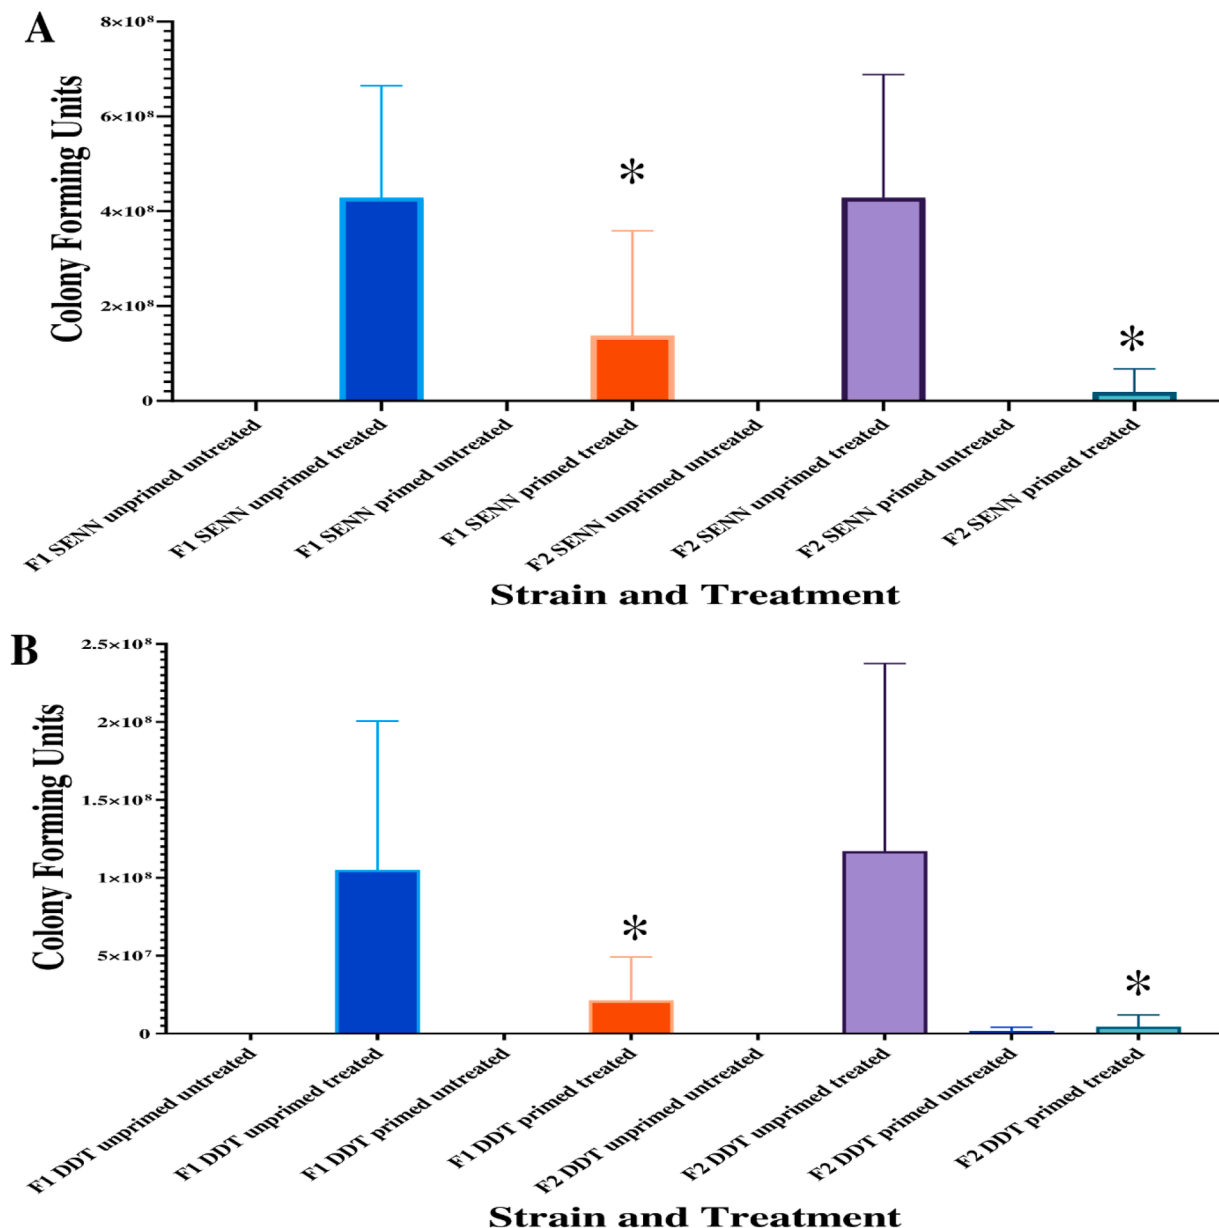 A
Colony Forming Units
8×10⁸
6×10⁸
4×10⁸
2×10⁸
0
*
*
F1 SENN unprimed untreated
F1 SENN unprimed treated
F1 SENN primed untreated
F1 SENN primed treated
F2 SENN unprimed untreated
F2 SENN unprimed treated
F2 SENN primed untreated
F2 SENN primed treated
Strain and Treatment
B
Colony Forming Units
2.5×10⁸
2×10⁸
1.5×10⁸
1×10⁸
5×10⁷
0
*
*
F1 DDT unprimed untreated
F1 DDT unprimed treated
F1 DDT primed untreated
F1 DDT primed treated
F2 DDT unprimed untreated
F2 DDT unprimed treated
F2 DDT primed untreated
F2 DDT primed treated
Strain and Treatment